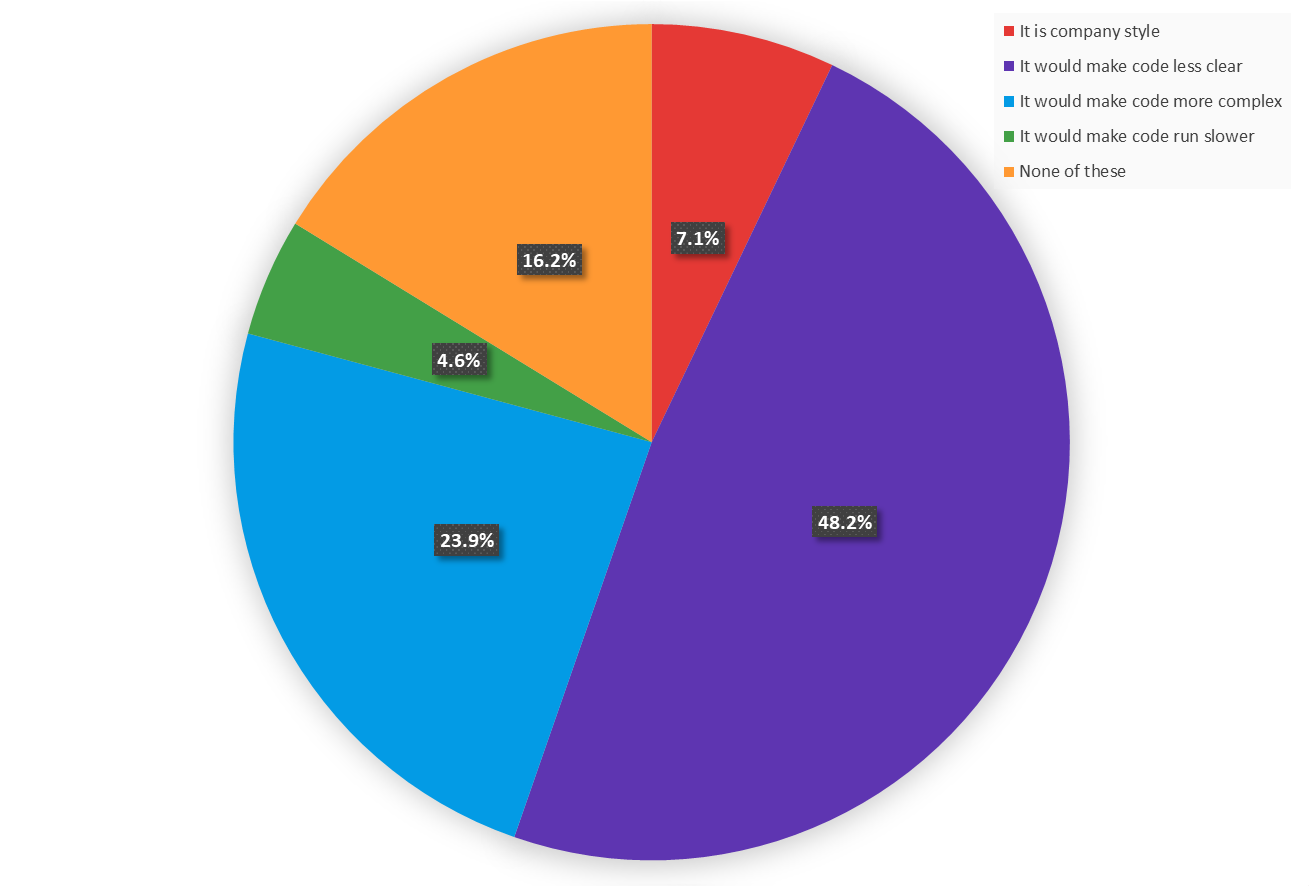 It is company style
It would make code less clear
It would make code more complex
It would make code run slower
None of these
7.1%
16.2%
4.6%
48.2%
23.9%